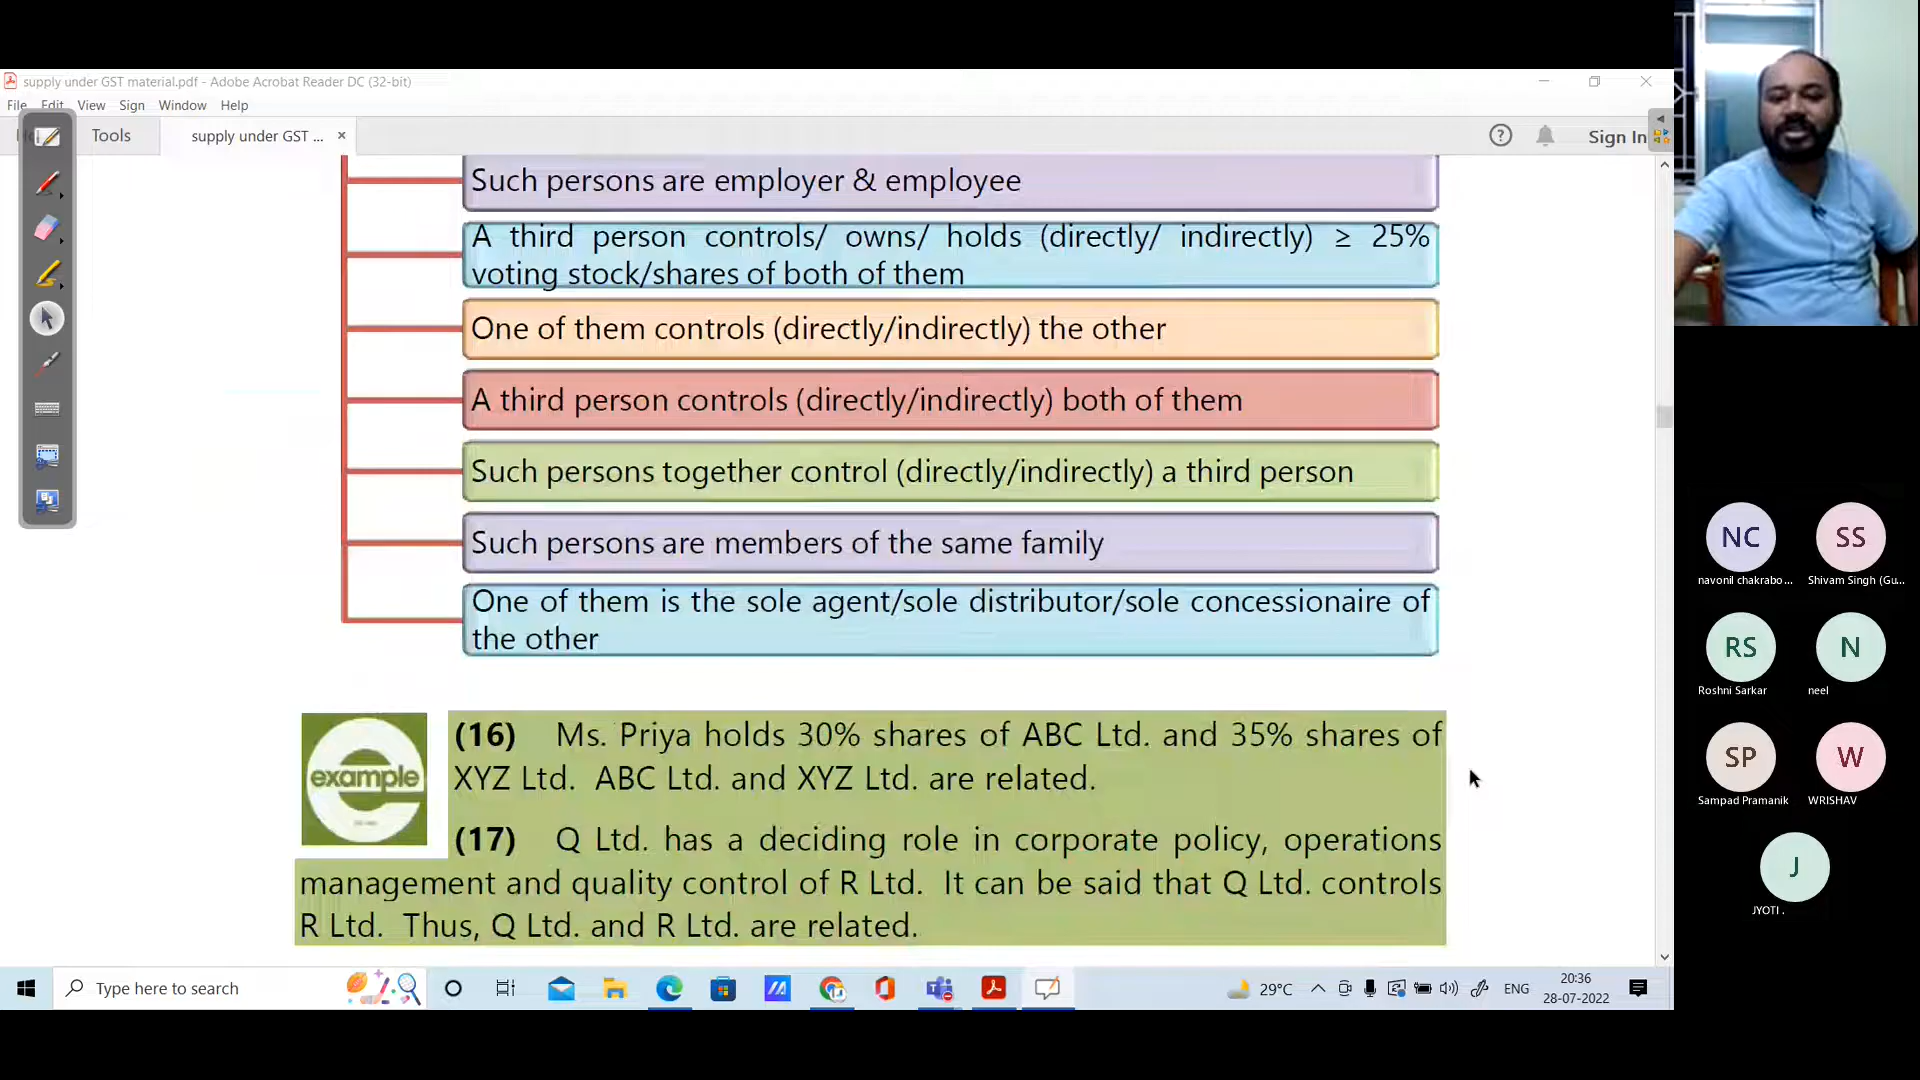 supply under GST material.pdf - Adobe Acrobat Reader DC (32-bit)
File Edit View Sign Window Help
Tools
supply under GST ...
Sign In
Such persons are employer & employee
A third person controls/ owns/ holds (directly/ indirectly) ≥ 25%
voting stock/shares of both of them
One of them controls (directly/indirectly) the other
A third person controls (directly/indirectly) both of them
Such persons together control (directly/indirectly) a third person
Such persons are members of the same family
One of them is the sole agent/sole distributor/sole concessionaire of
the other
example
(16) Ms. Priya holds 30% shares of ABC Ltd. and 35% shares of
XYZ Ltd. ABC Ltd. and XYZ Ltd. are related.
(17) Q Ltd. has a deciding role in corporate policy, operations
management and quality control of R Ltd. It can be said that Q Ltd. controls
R Ltd. Thus, Q Ltd. and R Ltd. are related.
NC
navonil chakrabo...
SS
Shivam Singh (Gu...
RS
Roshni Sarkar
N
neel
SP
Sampad Pramanik
W
WRISHAV
J
JYOTI .
Type here to search
29°C
ENG
20:36
28-07-2022